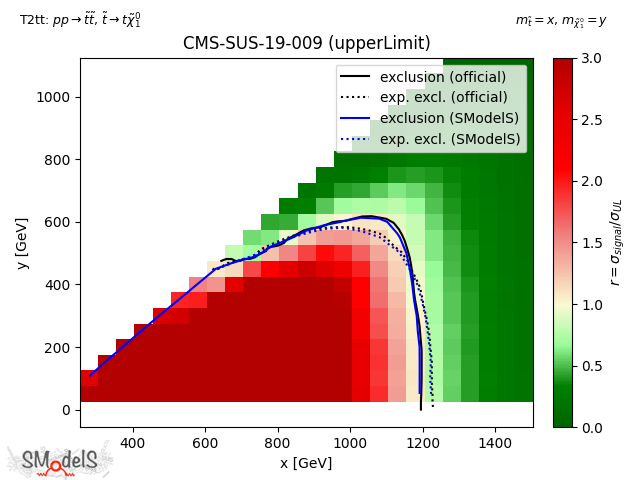 T2tt: pp → t̃t̃, t̃ → tχ̃⁰₁
m_t̃ = x, m_χ̃⁰₁ = y
CMS-SUS-19-009 (upperLimit)
exclusion (official)
exp. excl. (official)
exclusion (SModelS)
exp. excl. (SModelS)
1000
800
600
400
200
0
y [GeV]
400 600 800 1000 1200 1400
x [GeV]
3.0
2.5
2.0
1.5
1.0
0.5
0.0
r = σ_signal/σ_UL
SModelS